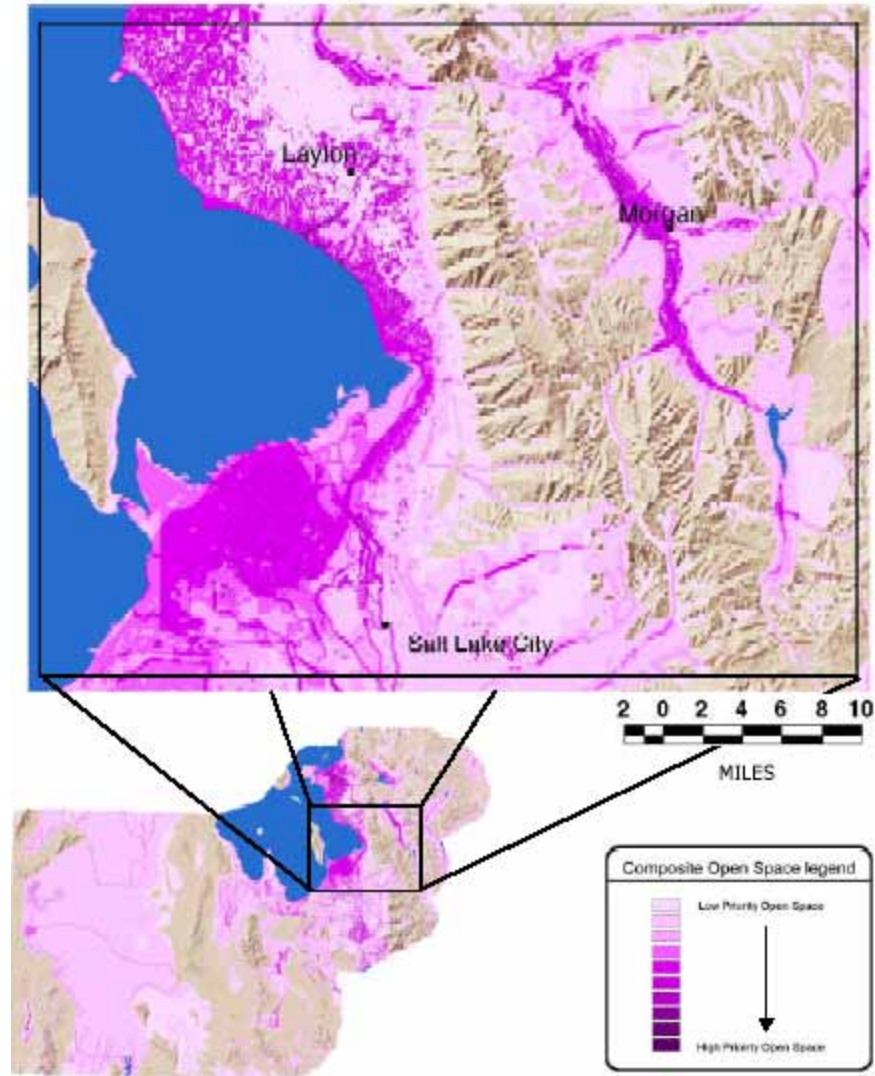 Layton
Morgan
Salt Lake City
2 0 2 4 6 8 10
MILES
Composite Open Space legend
Low Priority Open Space
High Priority Open Space